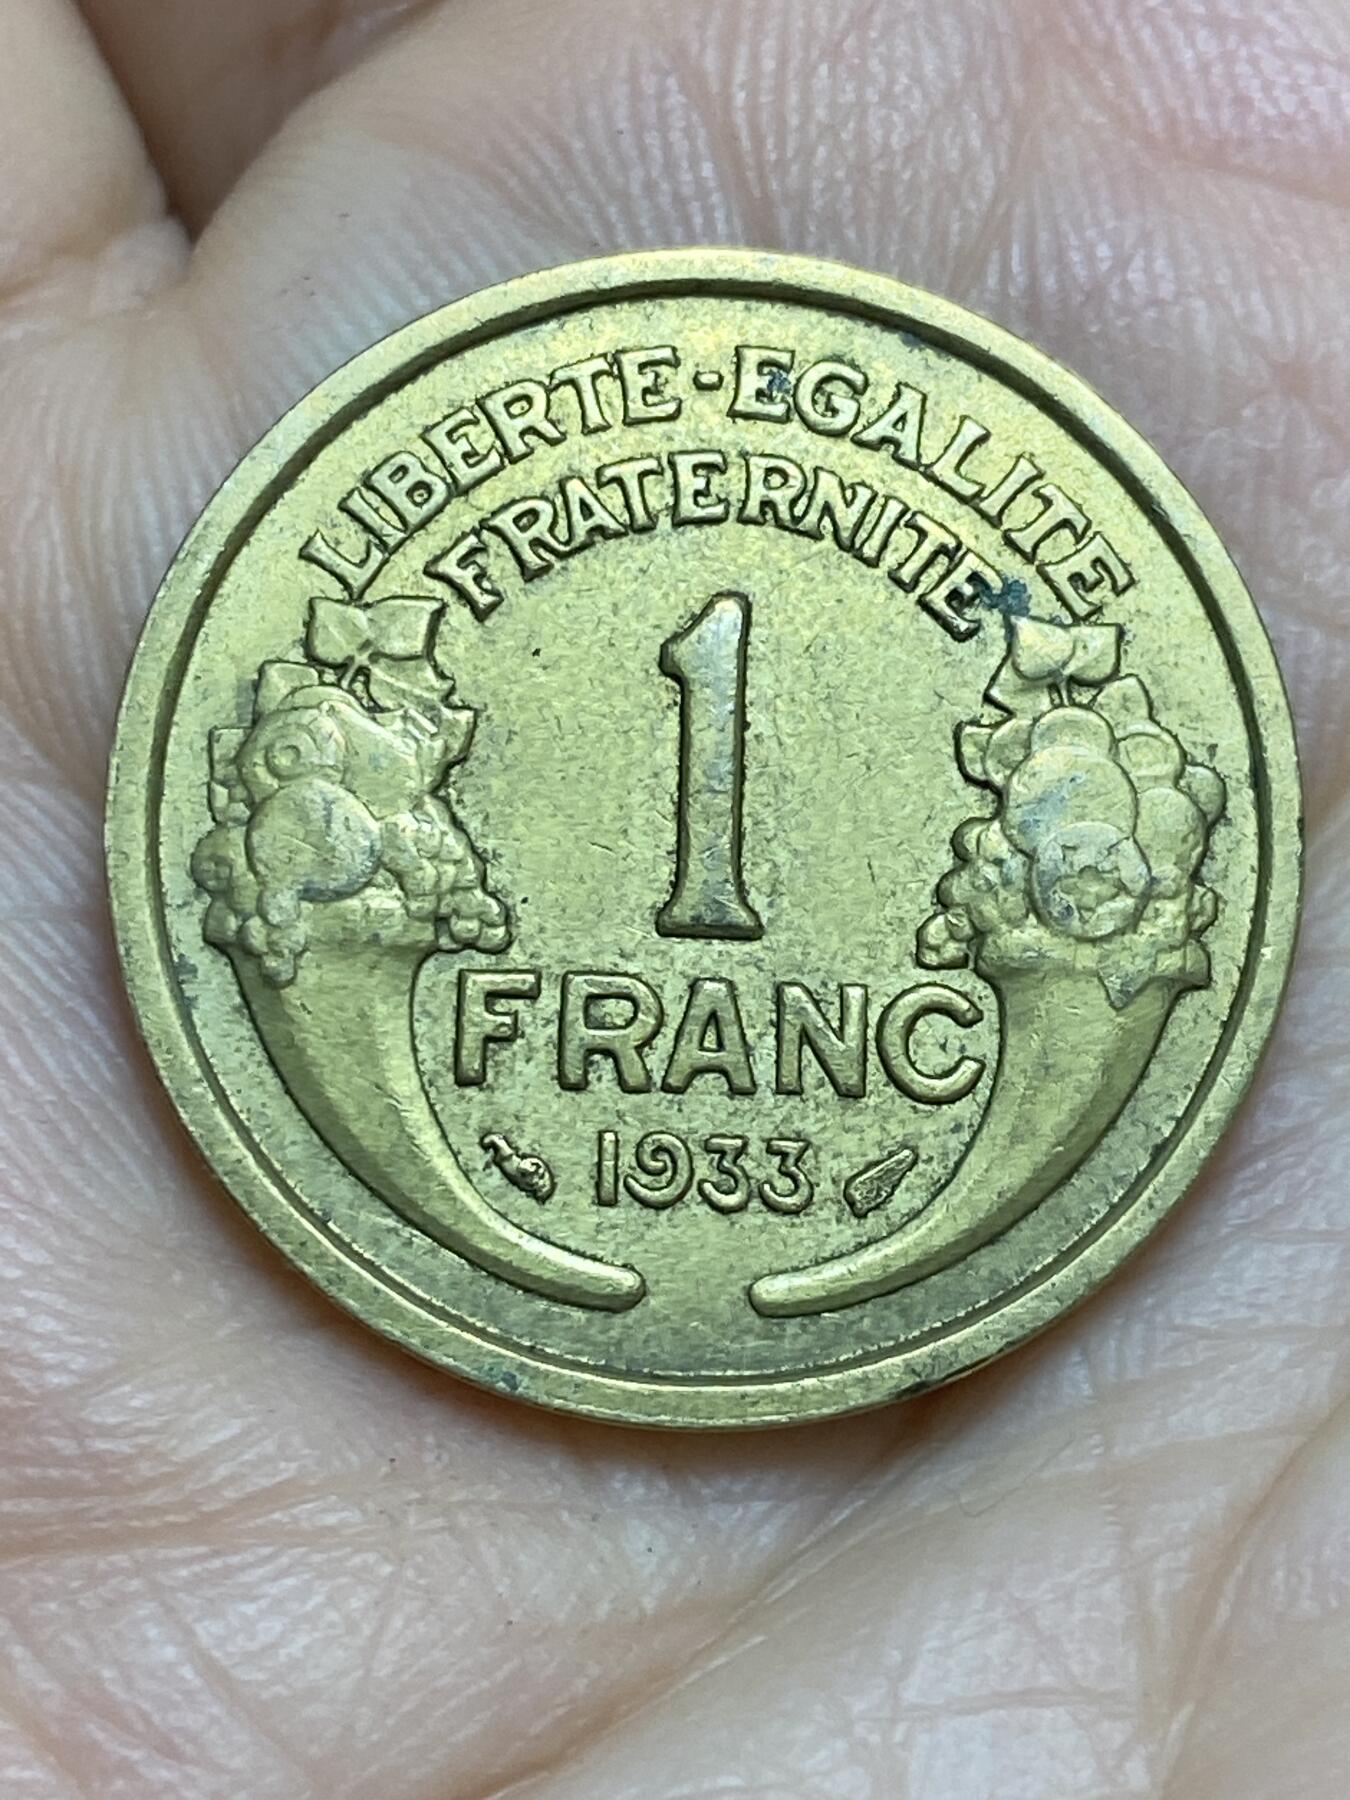 LIBERTE-EGALITE
FRATERNITE
1
FRANC
1933